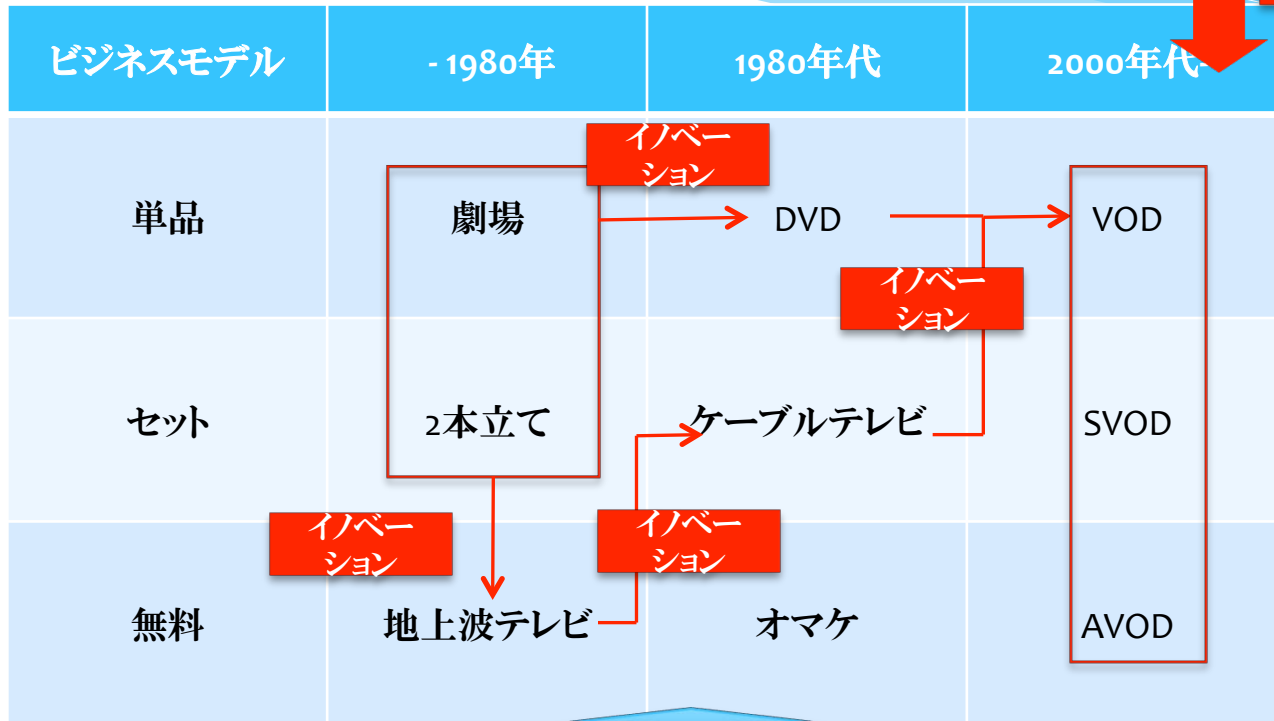 ビジネスモデル
- 1980年
1980年代
2000年代-
イノベー
ション
単品
劇場
DVD
VOD
イノベー
ション
セット
2本立て
ケーブルテレビ
SVOD
イノベー
ション
イノベー
ション
無料
地上波テレビ
オマケ
AVOD